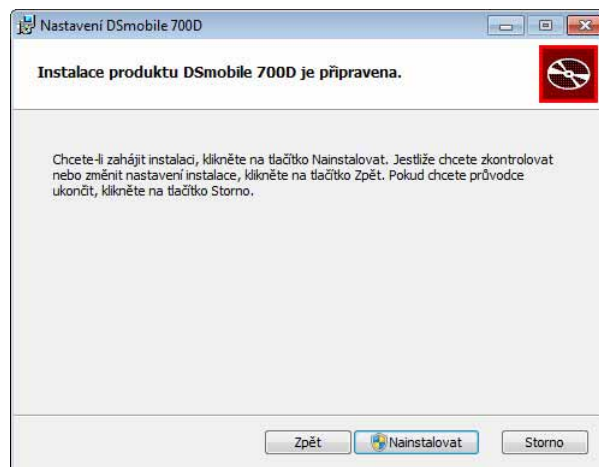 Nastavení DSmobile 700D
Instalace produktu DSmobile 700D je připravena.
Chcete-li zahájit instalaci, klikněte na tlačítko Nainstalovat. Jestliže chcete zkontrolovat
nebo změnit nastavení instalace, klikněte na tlačítko Zpět. Pokud chcete průvodce
ukončit, klikněte na tlačítko Storno.
Zpět Nainstalovat Storno